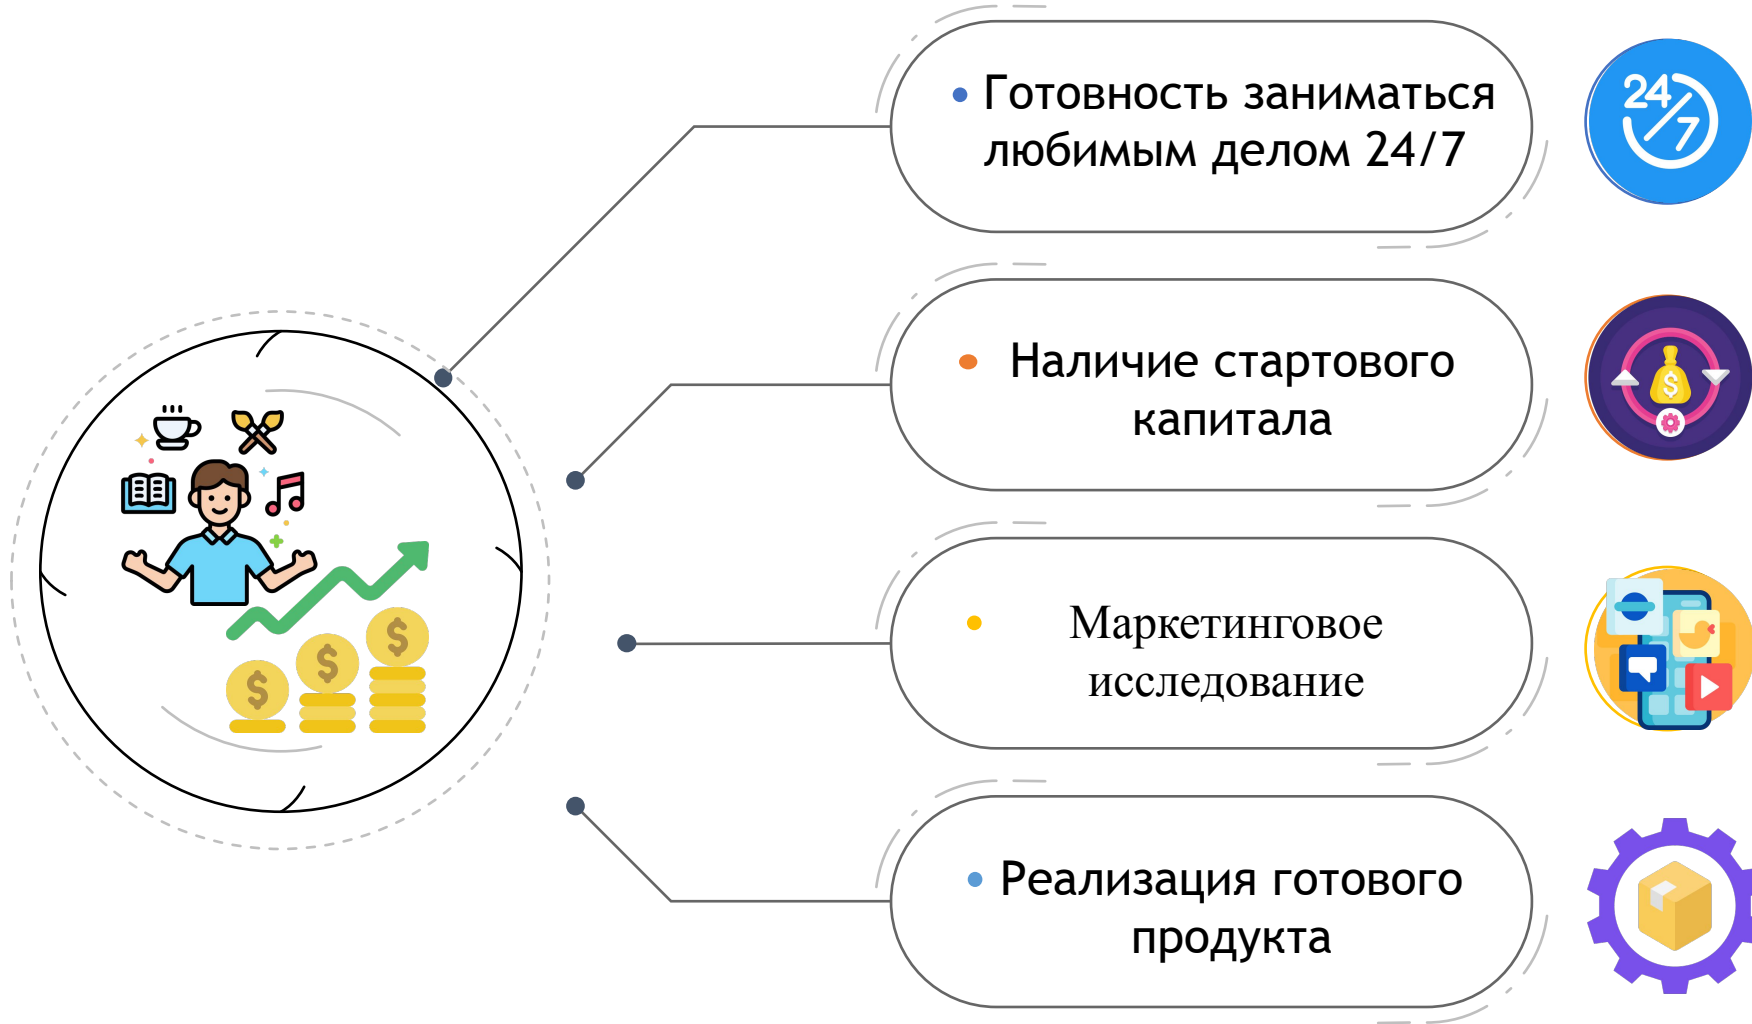 • Готовность заниматься
любимым делом 24/7
24
7
• Наличие стартового
капитала
$
• Маркетинговое
исследование
$
$
$
• Реализация готового
продукта